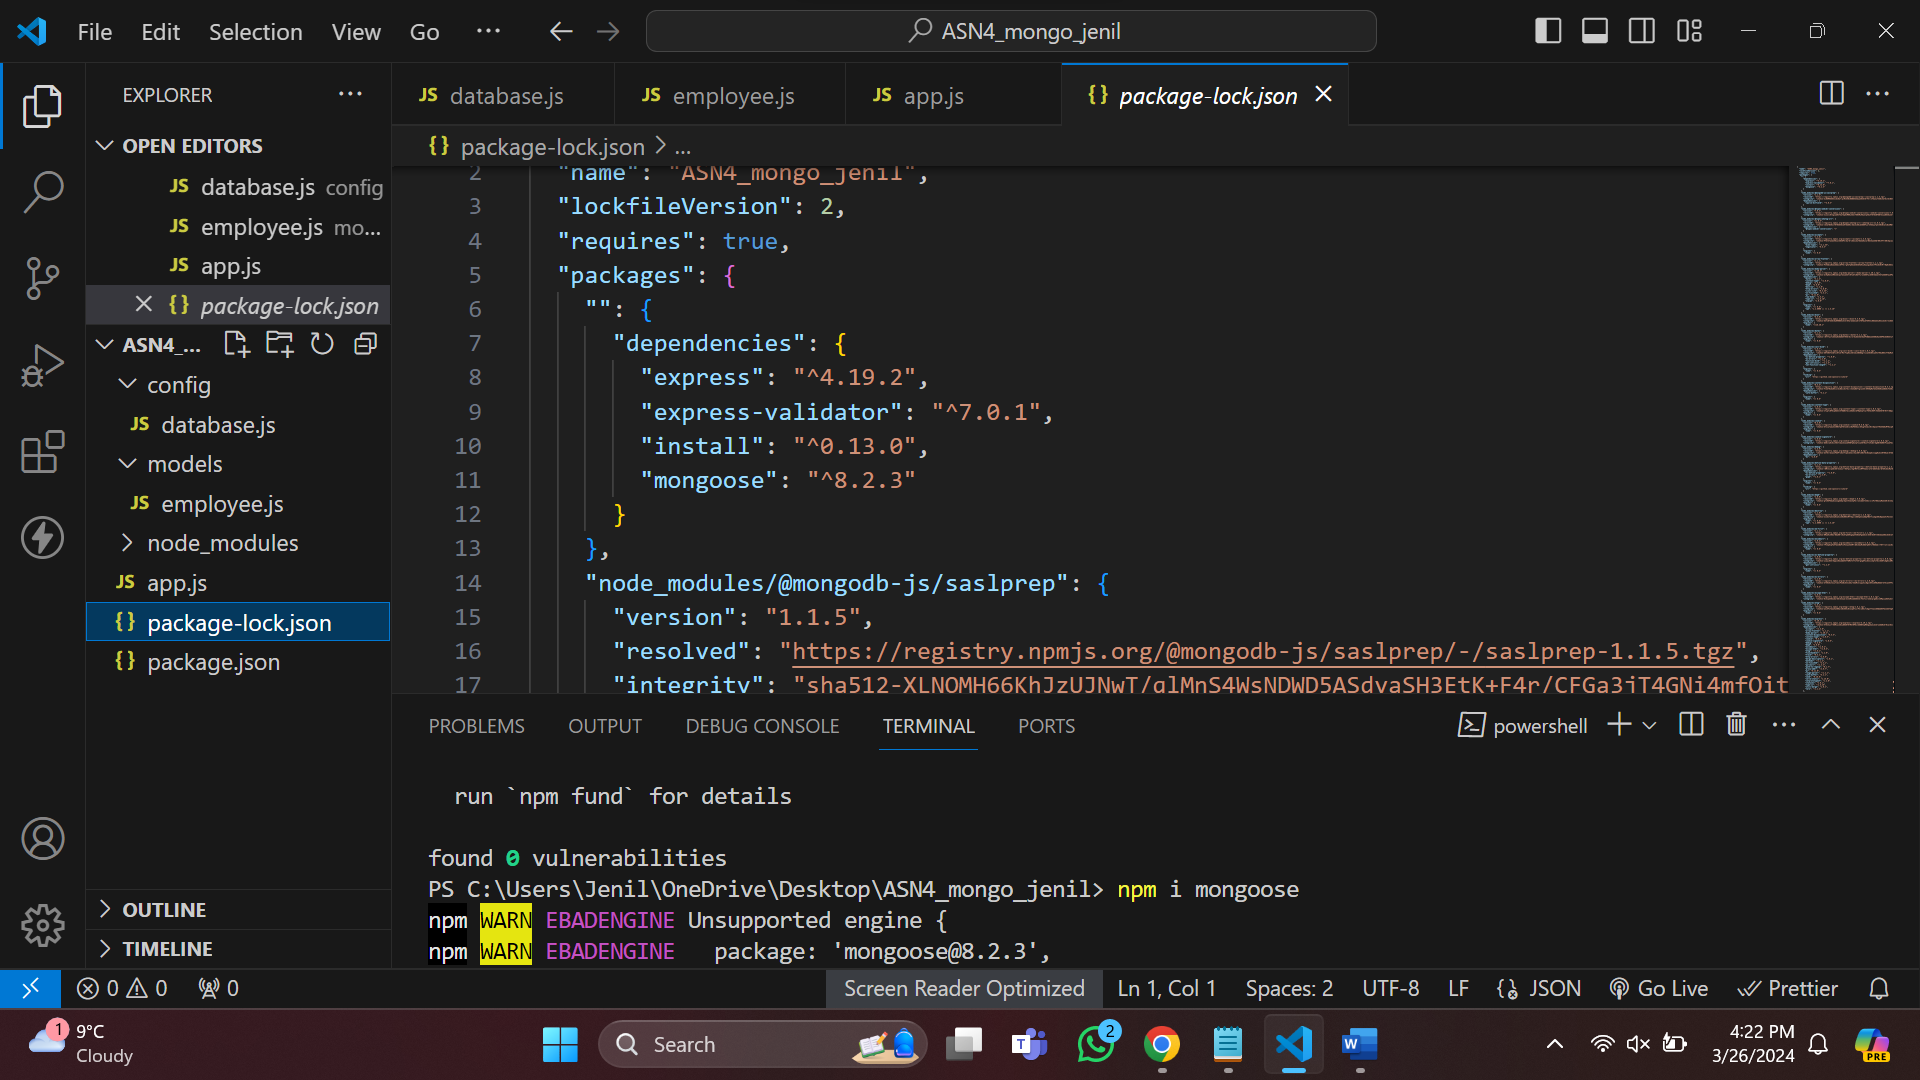 File Edit Selection View Go ··· ASN4_mongo_jenil
EXPLORER
OPEN EDITORS
JS database.js config
JS employee.js mo...
JS app.js
{} package-lock.json
ASN4_...
config
JS database.js
models
JS employee.js
node_modules
JS app.js
{} package-lock.json
{} package.json
OUTLINE
TIMELINE
JS database.js JS employee.js JS app.js {} package-lock.json
{} package-lock.json > ...
2 "name": "ASN4_mongo_jenil",
3 "lockfileVersion": 2,
4 "requires": true,
5 "packages": {
6 "": {
7 "dependencies": {
8 "express": "^4.19.2",
9 "express-validator": "^7.0.1",
10 "install": "^0.13.0",
11 "mongoose": "^8.2.3"
12 }
13 },
14 "node_modules/@mongodb-js/saslprep": {
15 "version": "1.1.5",
16 "resolved": "https://registry.npmjs.org/@mongodb-js/saslprep/-/saslprep-1.1.5.tgz",
17 "integrity":
PROBLEMS OUTPUT DEBUG CONSOLE TERMINAL PORTS powershell
run `npm fund` for details
found 0 vulnerabilities
PS C:\Users\Jenil\OneDrive\Desktop\ASN4_mongo_jenil> npm i mongoose
npm WARN EBADENGINE Unsupported engine {
npm WARN EBADENGINE package: 'mongoose@8.2.3',
0 0 0 Screen Reader Optimized Ln 1, Col 1 Spaces: 2 UTF-8 LF {} JSON Go Live Prettier
1 9°C
Cloudy
Search
T
2
W
4:22 PM
3/26/2024
PRE